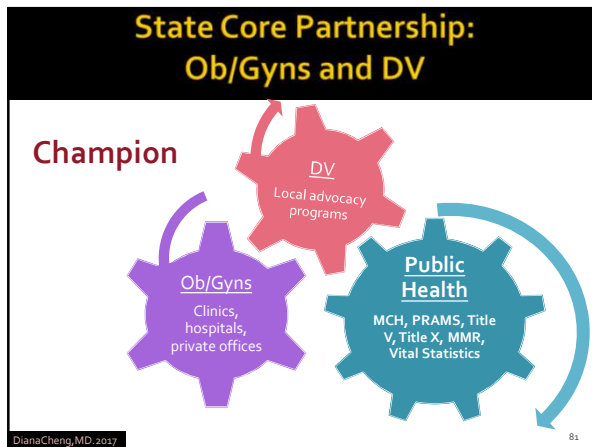 State Core Partnership:
Ob/Gyns and DV
Champion
DV
Local advocacy
programs
Ob/Gyns
Clinics,
hospitals,
private offices
Public
Health
MCH, PRAMS, Title
V, Title X, MMR,
Vital Statistics
DianaCheng,MD.2017
81